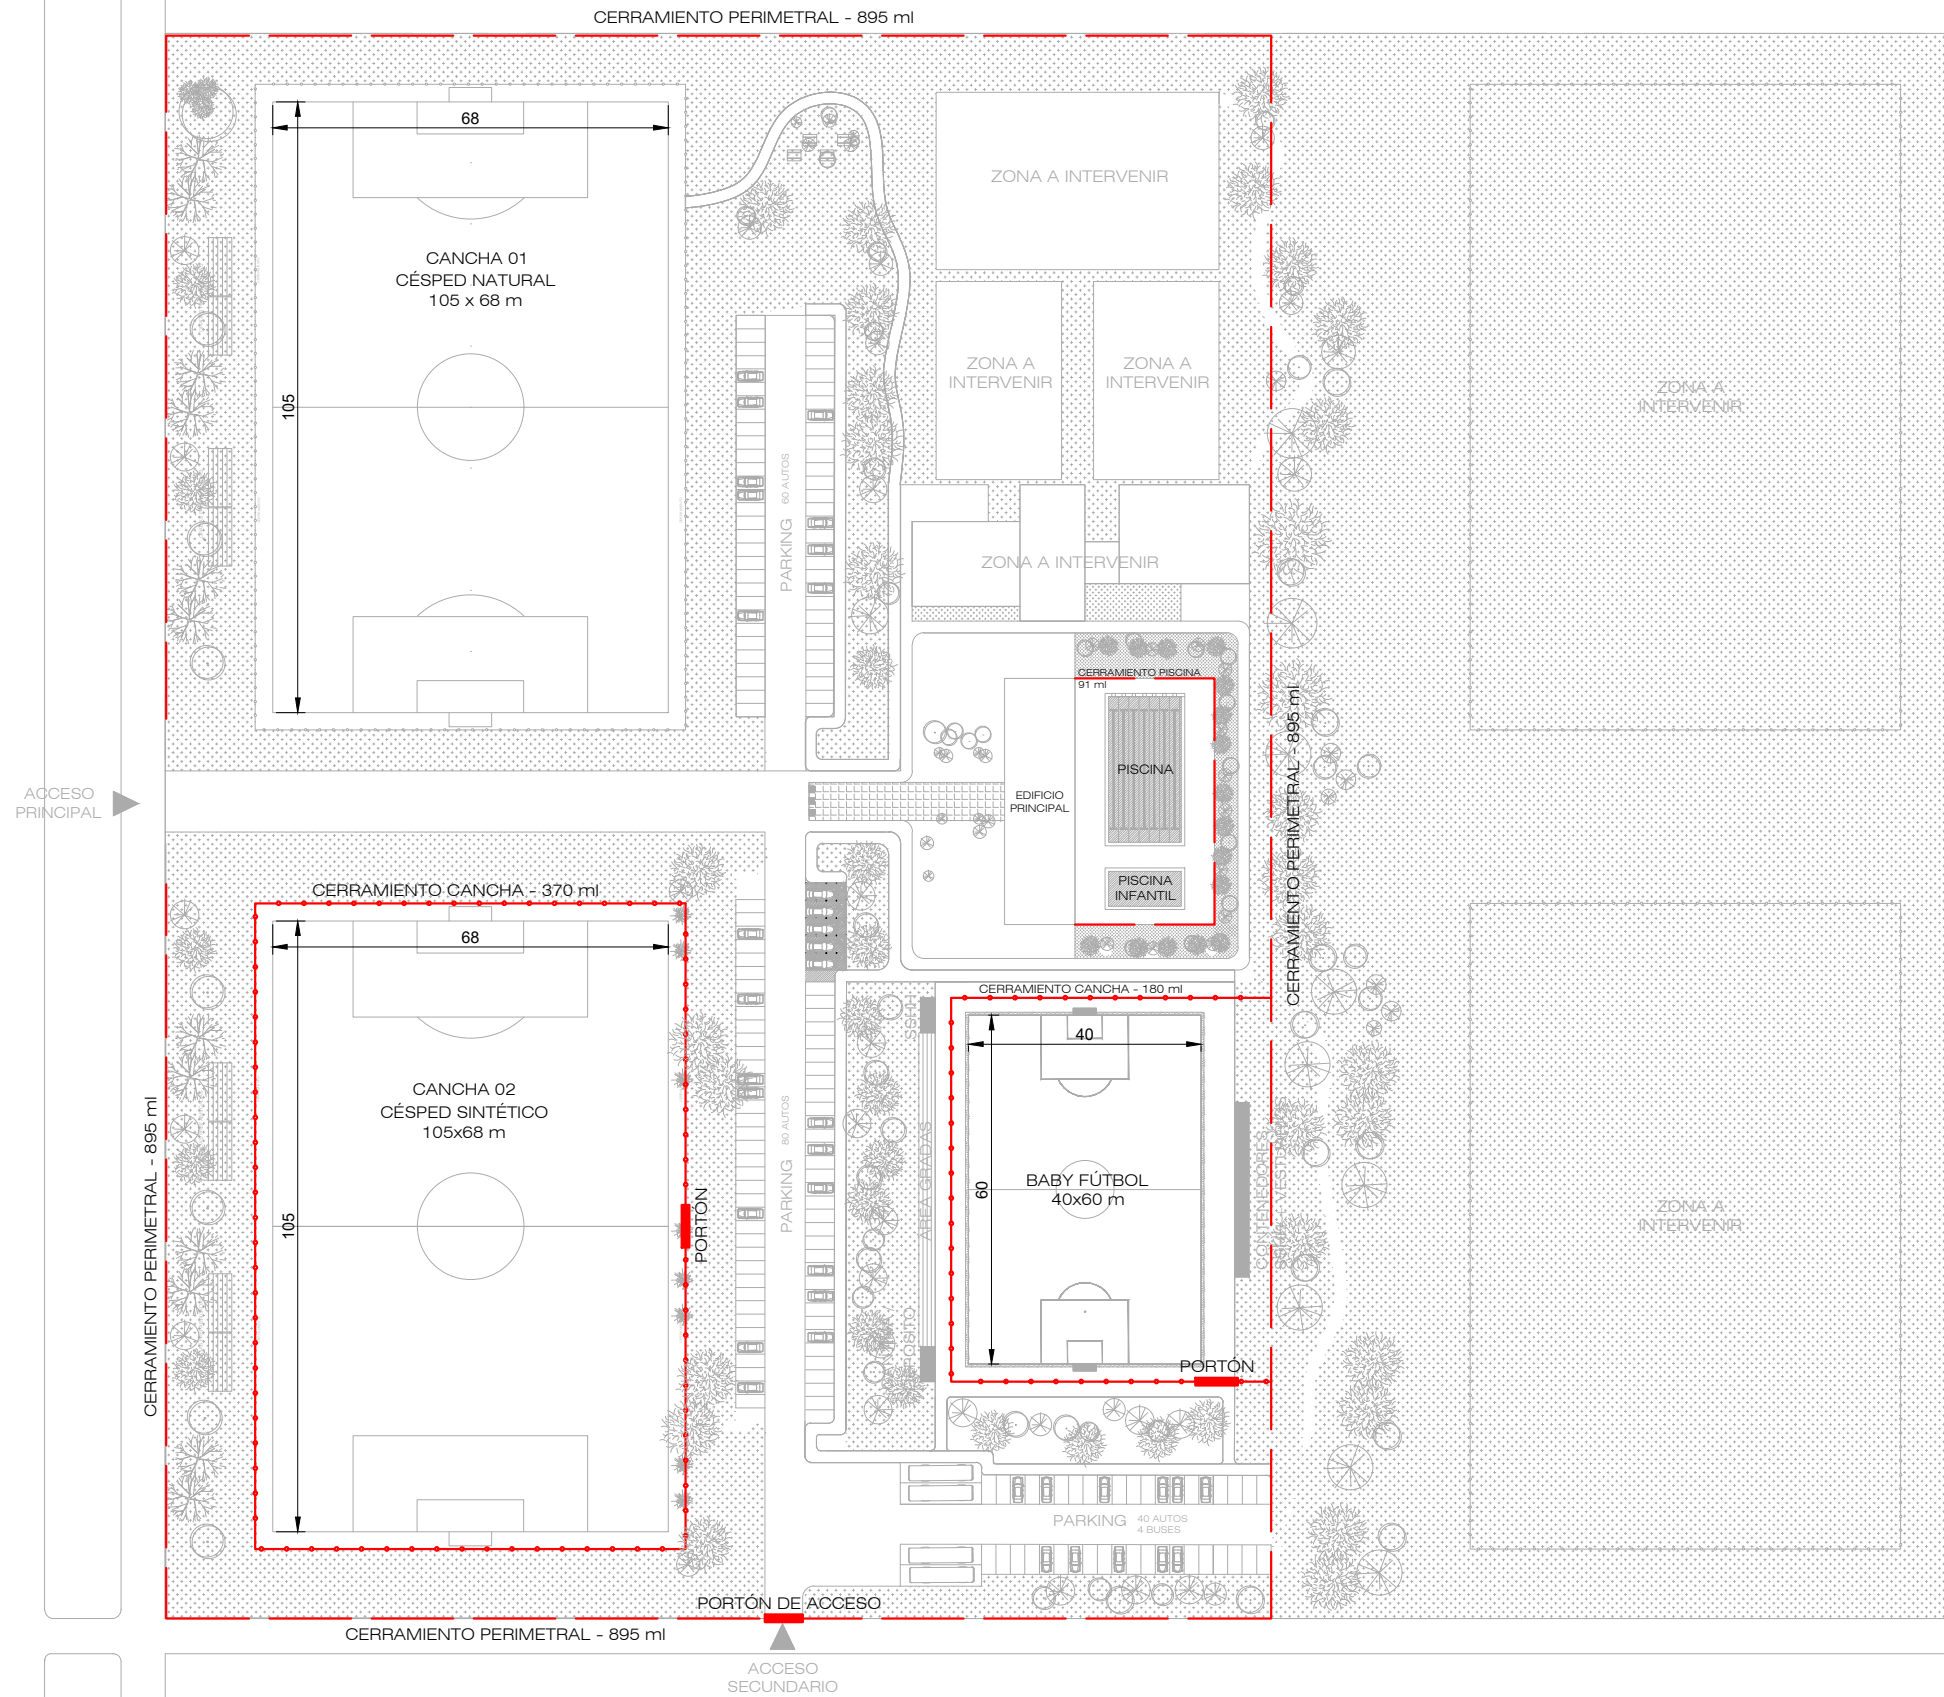 CERRAMIENTO PERIMETRAL - 895 ml
68
CANCHA 01
CÉSPED NATURAL
105 x 68 m
105
ZONA A INTERVENIR
ZONA A
INTERVENIR
ZONA A
INTERVENIR
ZONA A
INTERVENIR
PARKING 60 AUTOS
ZONA A INTERVENIR
CERRAMIENTO PISCINA
91 ml
PISCINA
EDIFICIO
PRINCIPAL
PISCINA
INFANTIL
CERRAMIENTO PERIMETRAL - 895 ml
ACCESO
PRINCIPAL
CERRAMIENTO CANCHA - 370 ml
68
CANCHA 02
CÉSPED SINTÉTICO
105x68 m
105
PORTÓN
CERRAMIENTO PERIMETRAL - 895 ml
PARKING 80 AUTOS
CERRAMIENTO CANCHA - 180 ml
SSHH
40
ÁREA GRADAS
BABY FÚTBOL
40x60 m
60
CONTENEDORES
PORTÓN
ZONA A
INTERVENIR
PARKING 40 AUTOS
4 BUSES
PORTÓN DE ACCESO
CERRAMIENTO PERIMETRAL - 895 ml
ACCESO
SECUNDARIO